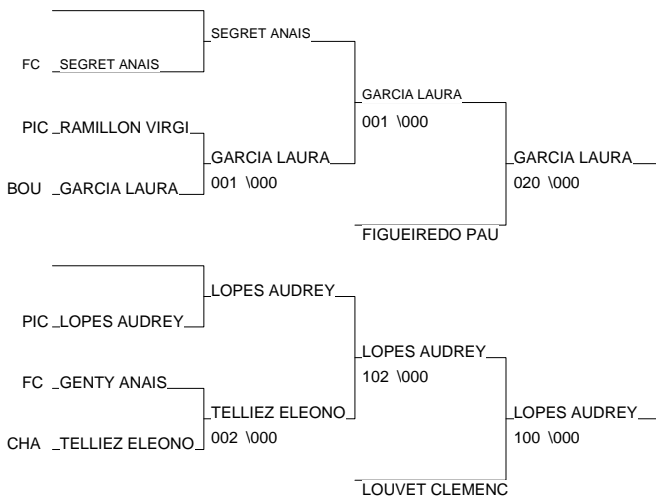 SEGRET ANAIS
FC SEGRET ANAIS
GARCIA LAURA
001 \000
PIC RAMILLON VIRGI
GARCIA LAURA GARCIA LAURA
001 \000 020 \000
BOU GARCIA LAURA
FIGUEIREDO PAU
LOPES AUDREY
PIC LOPES AUDREY
LOPES AUDREY
102 \000
FC GENTY ANAIS
TELLIEZ ELEONO LOPES AUDREY
002 \000 100 \000
CHA TELLIEZ ELEONO
LOUVET CLEMENC